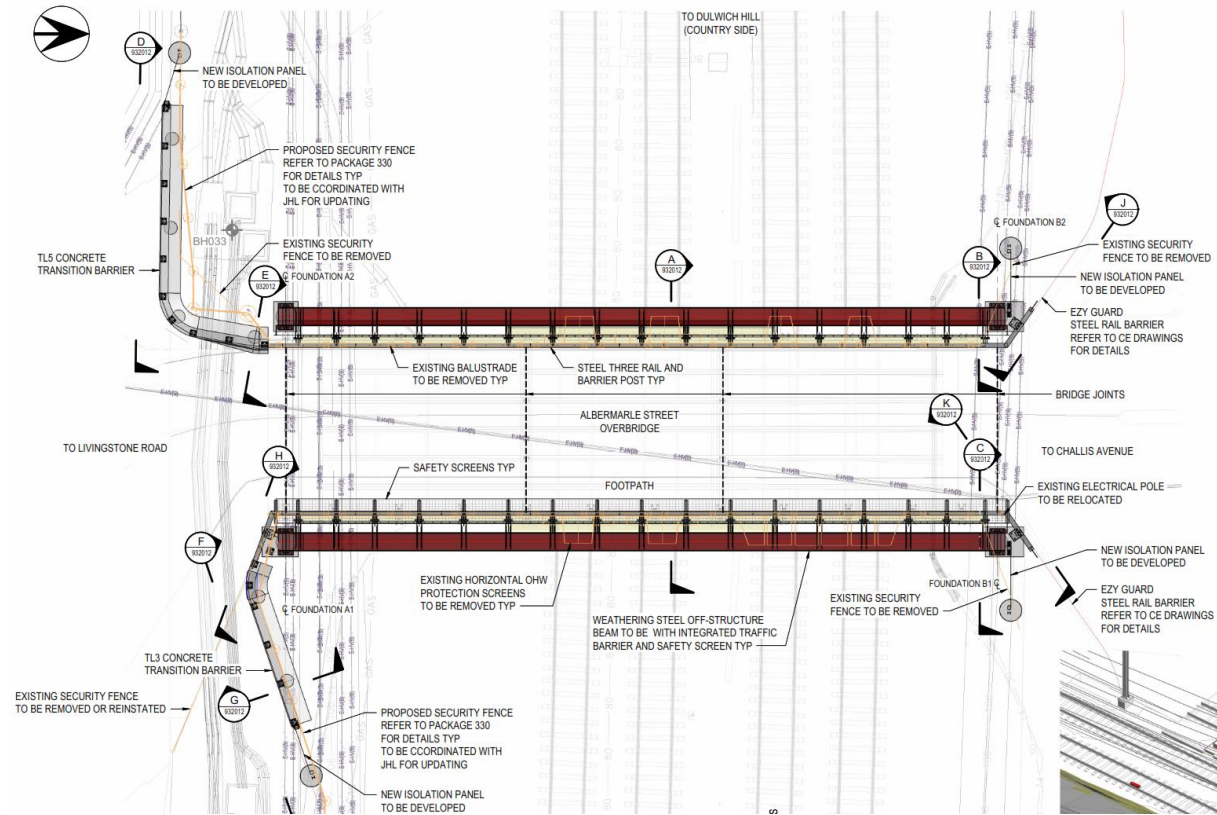 TO DULWICH HILL
(COUNTRY SIDE)
D
932012
NEW ISOLATION PANEL
TO BE DEVELOPED
GAS
GAS
PROPOSED SECURITY FENCE
REFER TO PACKAGE 330
FOR DETAILS TYP
TO BE CCORDINATED WITH
JHL FOR UPDATING
BH033
TL5 CONCRETE
TRANSITION BARRIER
EXISTING SECURITY
FENCE TO BE REMOVED
E
932012
℄ FOUNDATION A2
A
932012
B
932012
℄ FOUNDATION B2
J
932012
EXISTING SECURITY
FENCE TO BE REMOVED
NEW ISOLATION PANEL
TO BE DEVELOPED
EZY GUARD
STEEL RAIL BARRIER
REFER TO CE DRAWINGS
FOR DETAILS
EXISTING BALUSTRADE
TO BE REMOVED TYP
STEEL THREE RAIL AND
BARRIER POST TYP
BRIDGE JOINTS
K
932012
ALBERMARLE STREET
OVERBRIDGE
TO LIVINGSTONE ROAD
H
932012
C
932012
TO CHALLIS AVENUE
SAFETY SCREENS TYP
FOOTPATH
EXISTING ELECTRICAL POLE
TO BE RELOCATED
F
932012
NEW ISOLATION PANEL
TO BE DEVELOPED
EXISTING HORIZONTAL OHW
PROTECTION SCREENS
TO BE REMOVED TYP
FOUNDATION B1 ℄
EXISTING SECURITY
FENCE TO BE REMOVED
EZY GUARD
STEEL RAIL BARRIER
REFER TO CE DRAWINGS
FOR DETAILS
℄ FOUNDATION A1
WEATHERING STEEL OFF-STRUCTURE
BEAM TO BE WITH INTEGRATED TRAFFIC
BARRIER AND SAFETY SCREEN TYP
TL3 CONCRETE
TRANSITION BARRIER
EXISTING SECURITY FENCE
TO BE REMOVED OR REINSTATED
G
932012
PROPOSED SECURITY FENCE
REFER TO PACKAGE 330
FOR DETAILS TYP
TO BE CCORDINATED WITH
JHL FOR UPDATING
NEW ISOLATION PANEL
TO BE DEVELOPED